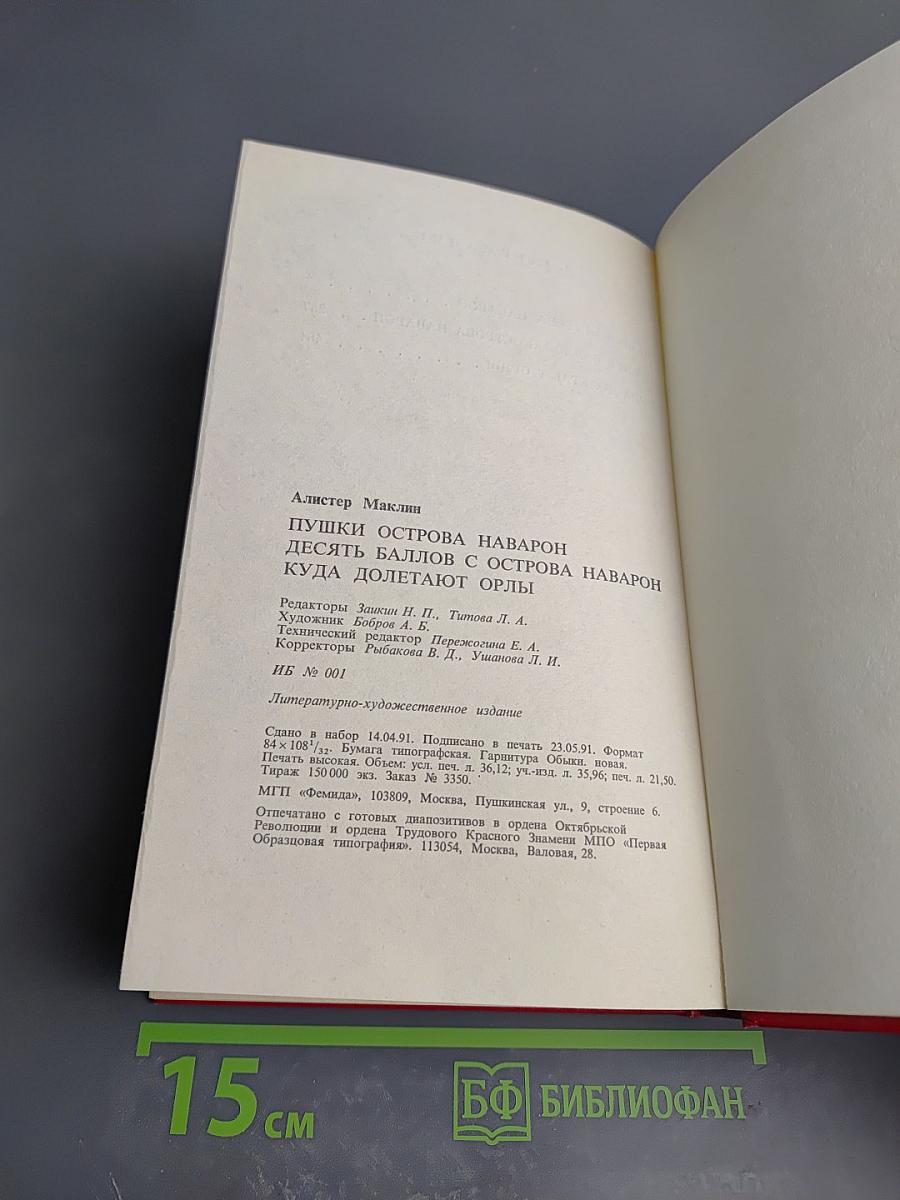 Алистер Маклин
ПУШКИ ОСТРОВА НАВАРОН
ДЕСЯТЬ БАЛЛОВ С ОСТРОВА НАВАРОН
КУДА ДОЛЕТАЮТ ОРЛЫ
Редакторы Заикин Н. П., Титова Л. А.
Художник Бобров А. Б.
Технический редактор Пережогина Е. А.
Корректоры Рыбакова В. Д., Ушанова Л. И.
ИБ № 001
Литературно-художественное издание
Сдано в набор 14.04.91. Подписано в печать 23.05.91. Формат
84×108¹/₃₂. Бумага типографская. Гарнитура Обыкн. новая.
Печать высокая. Объем: усл. печ. л. 36,12; уч.-изд. л. 35,96; печ. л. 21,50.
Тираж 150 000 экз. Заказ № 3350.
МГП «Фемида», 103809, Москва, Пушкинская ул., 9, строение 6.
Отпечатано с готовых диапозитивов в ордена Октябрьской
Революции и ордена Трудового Красного Знамени МПО «Первая
Образцовая типография». 113054, Москва, Валовая, 28.
15 см
БФ БИБЛИОФАН